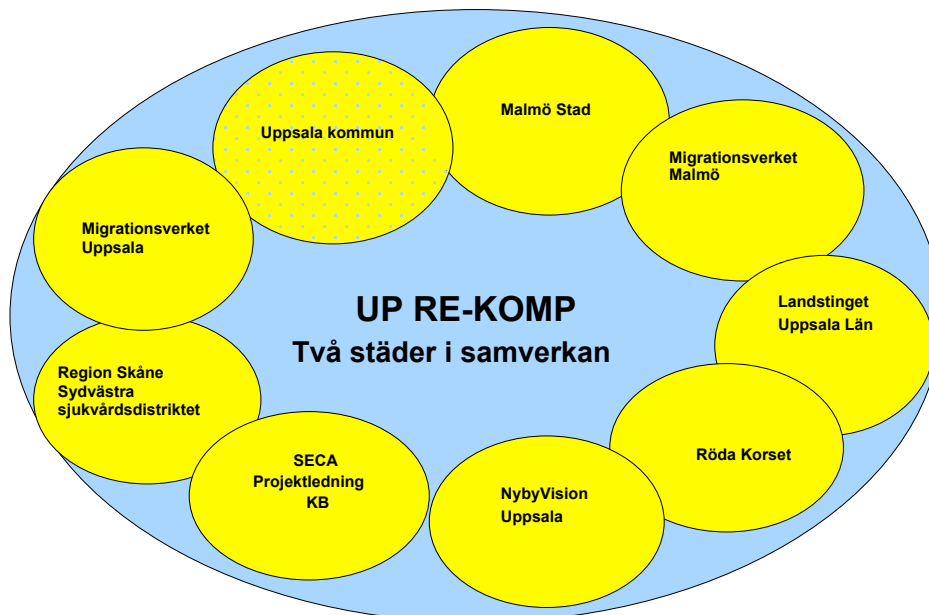 Malmö Stad
Uppsala kommun
Migrationsverket
Malmö
Migrationsverket
Uppsala
UP RE-KOMP
Två städer i samverkan
Landstinget
Uppsala Län
Region Skåne
Sydvästra
sjukvårdsdistriktet
Röda Korset
SECA
Projektledning
KB
NybyVision
Uppsala